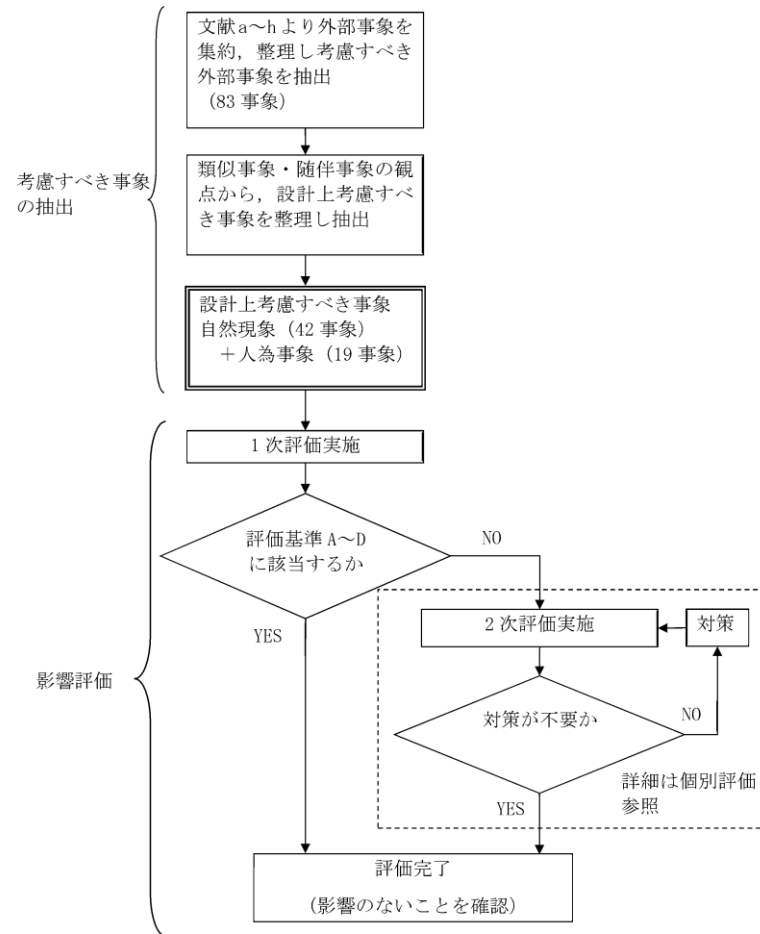 文献a～hより外部事象を
集約，整理し考慮すべき
外部事象を抽出
（83事象）
考慮すべき事象
の抽出
類似事象・随伴事象の観
点から，設計上考慮すべ
き事象を整理し抽出
設計上考慮すべき事象
自然現象（42事象）
＋人為事象（19事象）
1次評価実施
評価基準A～D
に該当するか
NO
YES
2次評価実施
対策
影響評価
対策が不要か
NO
詳細は個別評価
参照
YES
評価完了
(影響のないことを確認)